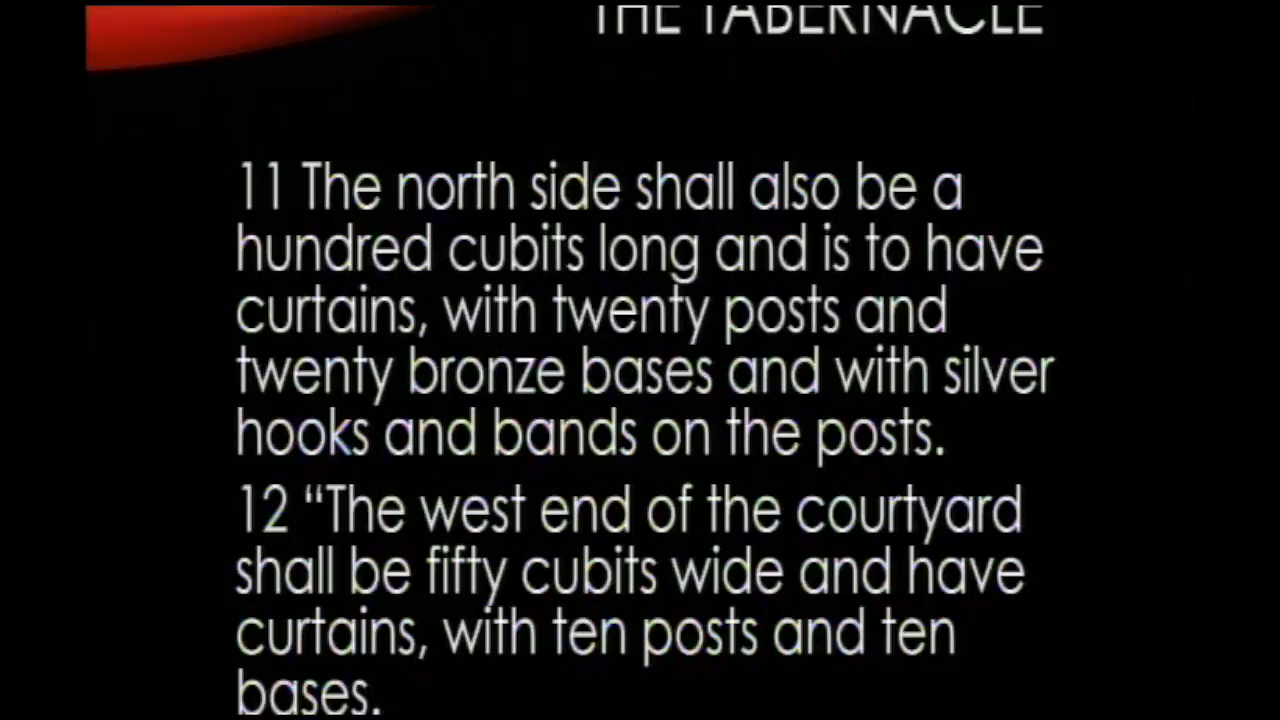 THE TABERNACLE
11 The north side shall also be a
hundred cubits long and is to have
curtains, with twenty posts and
twenty bronze bases and with silver
hooks and bands on the posts.
12 “The west end of the courtyard
shall be fifty cubits wide and have
curtains, with ten posts and ten
bases.